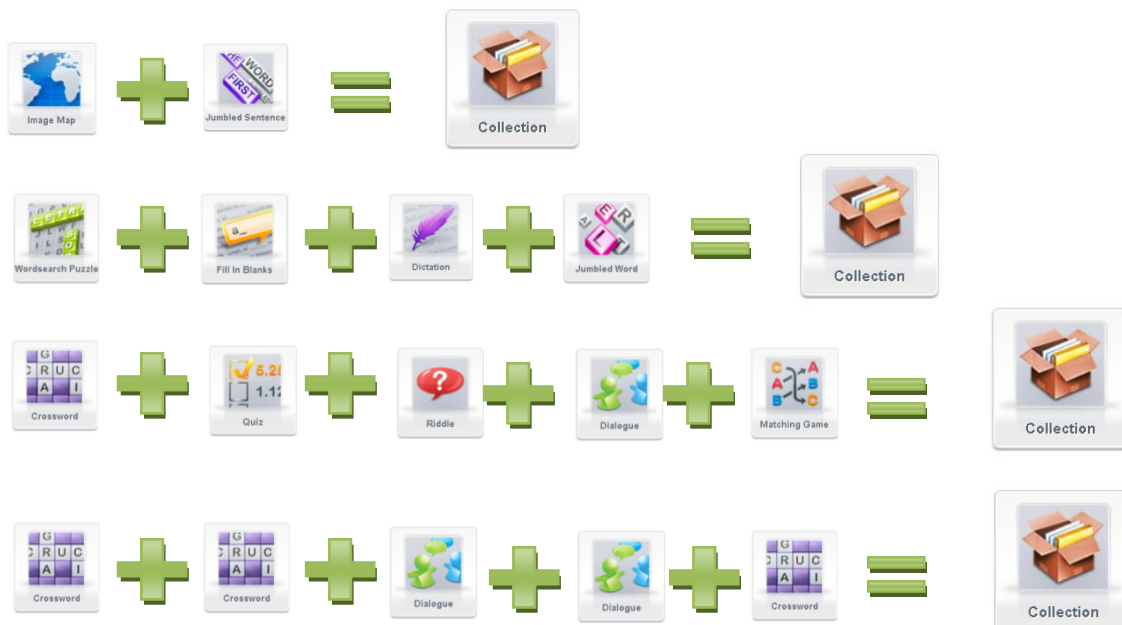 Image Map
Jumbled Sentence
Collection
Wordsearch Puzzle
Fill In Blanks
Dictation
Jumbled Word
Collection
Crossword
Quiz
Riddle
Dialogue
Matching Game
Collection
Crossword
Crossword
Dialogue
Dialogue
Crossword
Collection